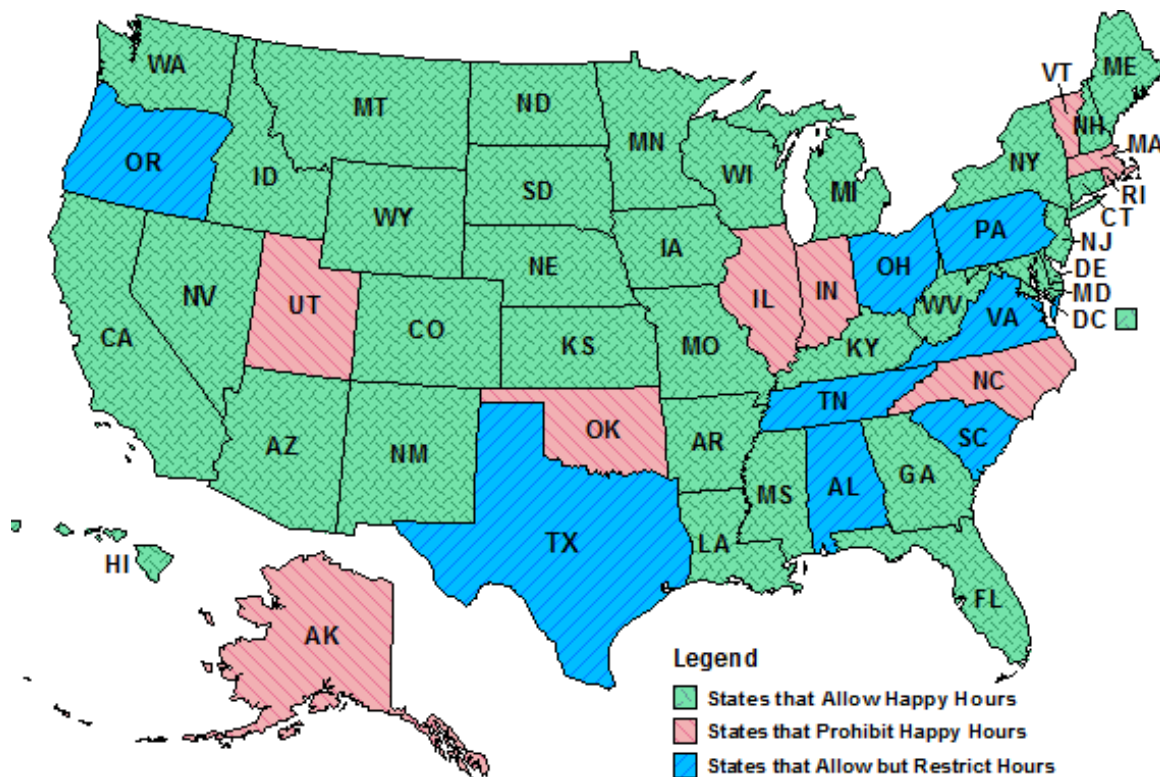 WA
MT
ND
MN
VT
ME
NH
MA
OR
ID
SD
WI
MI
NY
RI
CT
WY
IA
PA
NJ
NE
OH
DE
NV
UT
IL
IN
MD
WV
VA
DC
CA
CO
KS
MO
KY
NC
TN
AZ
NM
OK
AR
SC
MS
AL
GA
TX
LA
HI
FL
AK
Legend
States that Allow Happy Hours
States that Prohibit Happy Hours
States that Allow but Restrict Hours